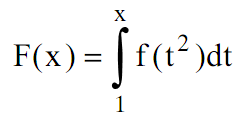 F(x) = ∫₁ˣ f(t²)dt